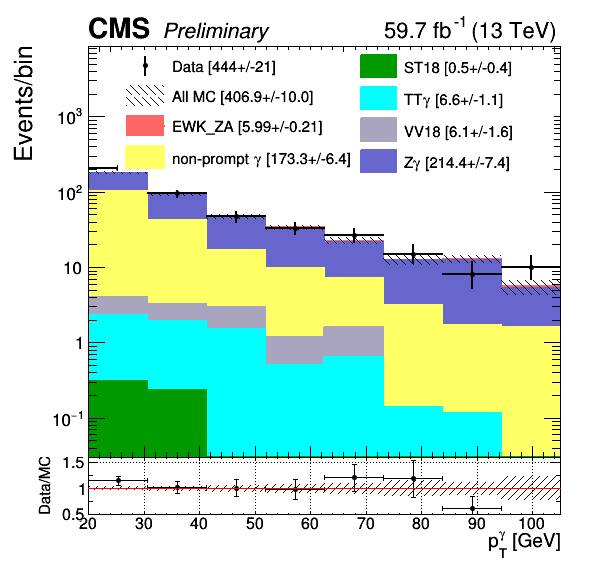 CMS Preliminary 59.7 fb⁻¹ (13 TeV)
Events/bin
Data [444+/-21]
All MC [406.9+/-10.0]
EWK_ZA [5.99+/-0.21]
non-prompt γ [173.3+/-6.4]
ST18 [0.5+/-0.4]
TTγ [6.6+/-1.1]
VV18 [6.1+/-1.6]
Zγ [214.4+/-7.4]
10³
10²
10
1
10⁻¹
Data/MC
1.5
1
0.5
20 30 40 50 60 70 80 90 100
p_T^γ [GeV]